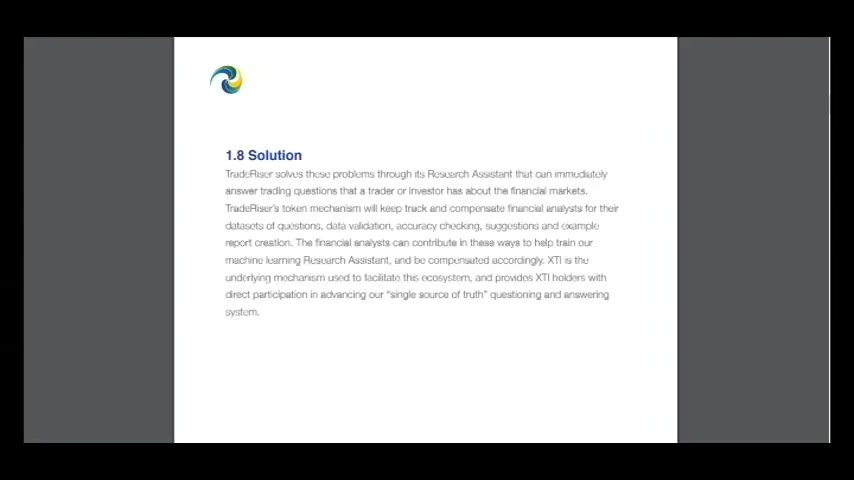 1.8 Solution
TradeRiser solves these problems through its Research Assistant that can immediately
answer trading questions that a trader or investor has about the financial markets.
TradeRiser's token mechanism will keep track and compensate financial analysts for their
datasets of questions, data validation, accuracy checking, suggestions and example
report creation. The financial analysts can contribute in these ways to help train our
machine learning Research Assistant, and be compensated accordingly. XTI is the
underlying mechanism used to facilitate this ecosystem, and provides XTI holders with
direct participation in advancing our “single source of truth” questioning and answering
system.